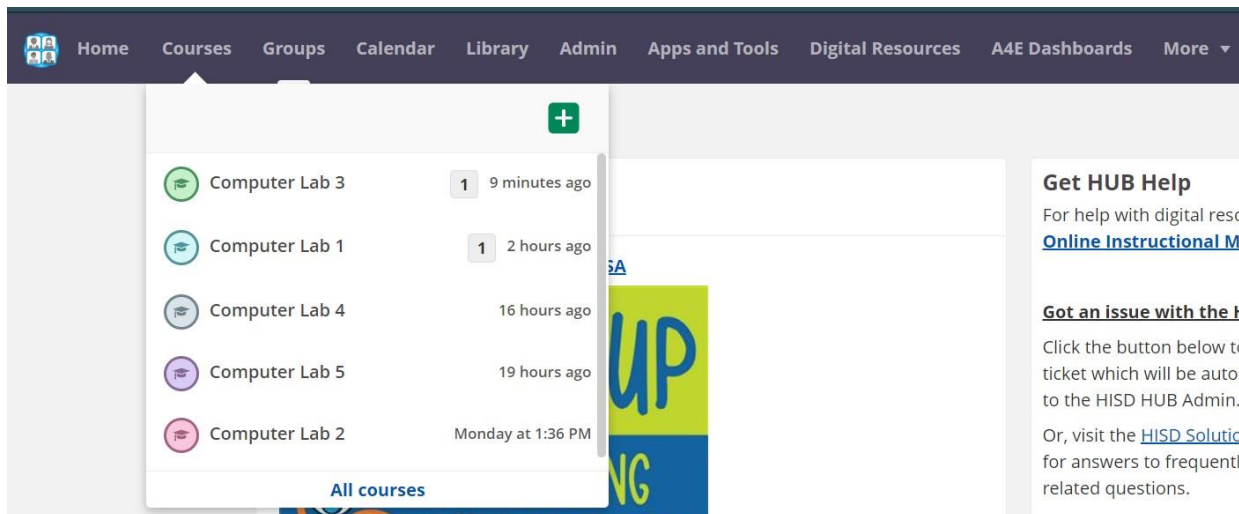 Home Courses Groups Calendar Library Admin Apps and Tools Digital Resources A4E Dashboards More
Computer Lab 3 1 9 minutes ago
Computer Lab 1 1 2 hours ago
Computer Lab 4 16 hours ago
Computer Lab 5 19 hours ago
Computer Lab 2 Monday at 1:36 PM
All courses
SA
UP
NG
Get HUB Help
For help with digital reso
Online Instructional M
Got an issue with the H
Click the button below to
ticket which will be auto
to the HISD HUB Admin.
Or, visit the HISD Solutio
for answers to frequentl
related questions.